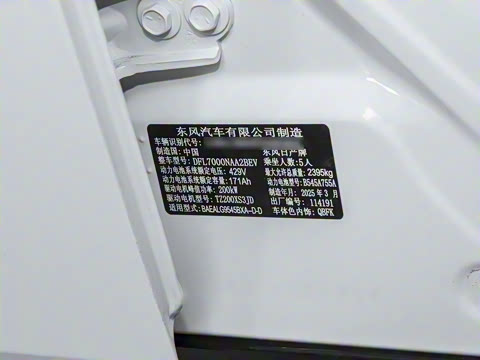 东风汽车有限公司制造
车辆识别代号:
制造国: 中国 东风日产牌
整车型号: DFL7000NAA2BEV 乘坐人数: 5人
动力电池系统额定电压: 429V 最大允许总质量: 2395kg
动力电池系统额定容量: 171Ah 动力电池型号: B54SA755A
驱动电机峰值功率: 200kW 制造年月: 2025年3月
驱动电机型号: TZ200XS3JD 出厂编号: 114191
适用型式: BAEALG9545BXA-D-D 车体色内饰: QBFK